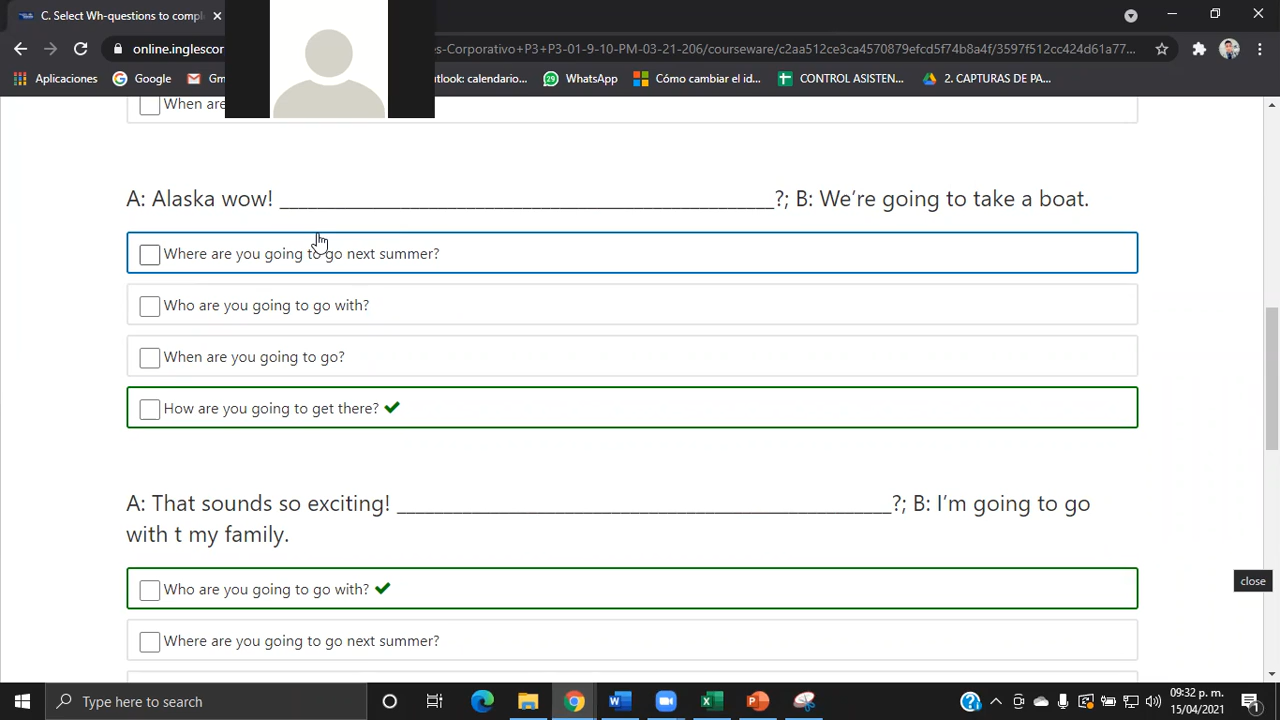 C. Select Wh-questions to compl
online.inglescor
es-Corporativo+P3+P3-01-9-10-PM-03-21-206/courseware/c2aa512ce3ca4570879efcd5f74b8a4f/3597f512cc424d61a77...
Aplicaciones
Google
Gm
utlook: calendario...
29
WhatsApp
Cómo cambiar el id...
CONTROL ASISTEN...
2. CAPTURAS DE PA...
When are
A: Alaska wow! _____________________________________________?; B: We’re going to take a boat.
Where are you going to go next summer?
Who are you going to go with?
When are you going to go?
How are you going to get there?
A: That sounds so exciting! _____________________________________________?; B: I’m going to go
with t my family.
Who are you going to go with?
Where are you going to go next summer?
close
Type here to search
09:32 p. m.
15/04/2021
1